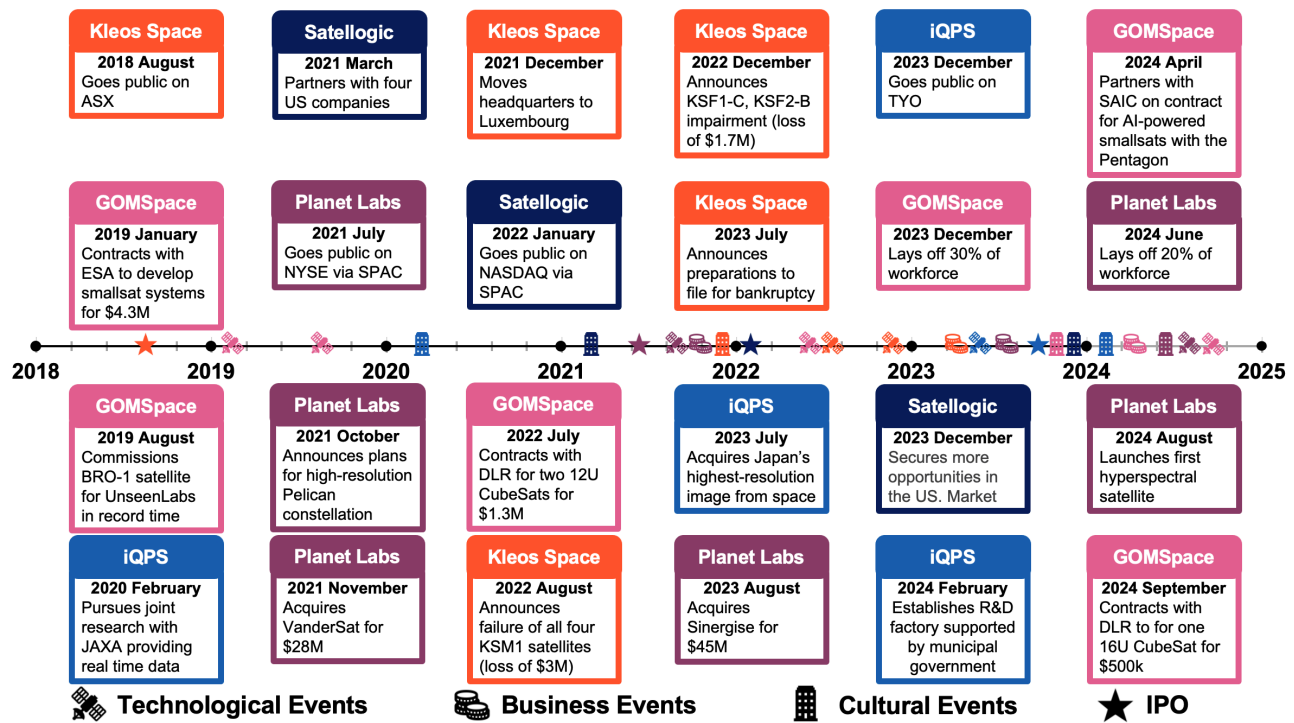 Kleos Space
2018 August
Goes public on
ASX
Satellogic
2021 March
Partners with four
US companies
Kleos Space
2021 December
Moves
headquarters to
Luxembourg
Kleos Space
2022 December
Announces
KSF1-C, KSF2-B
impairment (loss
of $1.7M)
iQPS
2023 December
Goes public on
TYO
GOMSpace
2024 April
Partners with
SAIC on contract
for AI-powered
smallsats with the
Pentagon
GOMSpace
2019 January
Contracts with
ESA to develop
smallsat systems
for $4.3M
Planet Labs
2021 July
Goes public on
NYSE via SPAC
Satellogic
2022 January
Goes public on
NASDAQ via
SPAC
Kleos Space
2023 July
Announces
preparations to
file for bankruptcy
GOMSpace
2023 December
Lays off 30% of
workforce
Planet Labs
2024 June
Lays off 20% of
workforce
2018
2019
2020
2021
2022
2023
2024
2025
GOMSpace
2019 August
Commissions
BRO-1 satellite
for UnseenLabs
in record time
Planet Labs
2021 October
Announces plans
for high-resolution
Pelican
constellation
GOMSpace
2022 July
Contracts with
DLR for two 12U
CubeSats for
$1.3M
iQPS
2023 July
Acquires Japan's
highest-resolution
image from space
Satellogic
2023 December
Secures more
opportunities in
the US. Market
Planet Labs
2024 August
Launches first
hyperspectral
satellite
iQPS
2020 February
Pursues joint
research with
JAXA providing
real time data
Planet Labs
2021 November
Acquires
VanderSat for
$28M
Kleos Space
2022 August
Announces
failure of all four
KSM1 satellites
(loss of $3M)
Planet Labs
2023 August
Acquires
Sinergise for
$45M
iQPS
2024 February
Establishes R&D
factory supported
by municipal
government
GOMSpace
2024 September
Contracts with
DLR to for one
16U CubeSat for
$500k
Technological Events
Business Events
Cultural Events
IPO